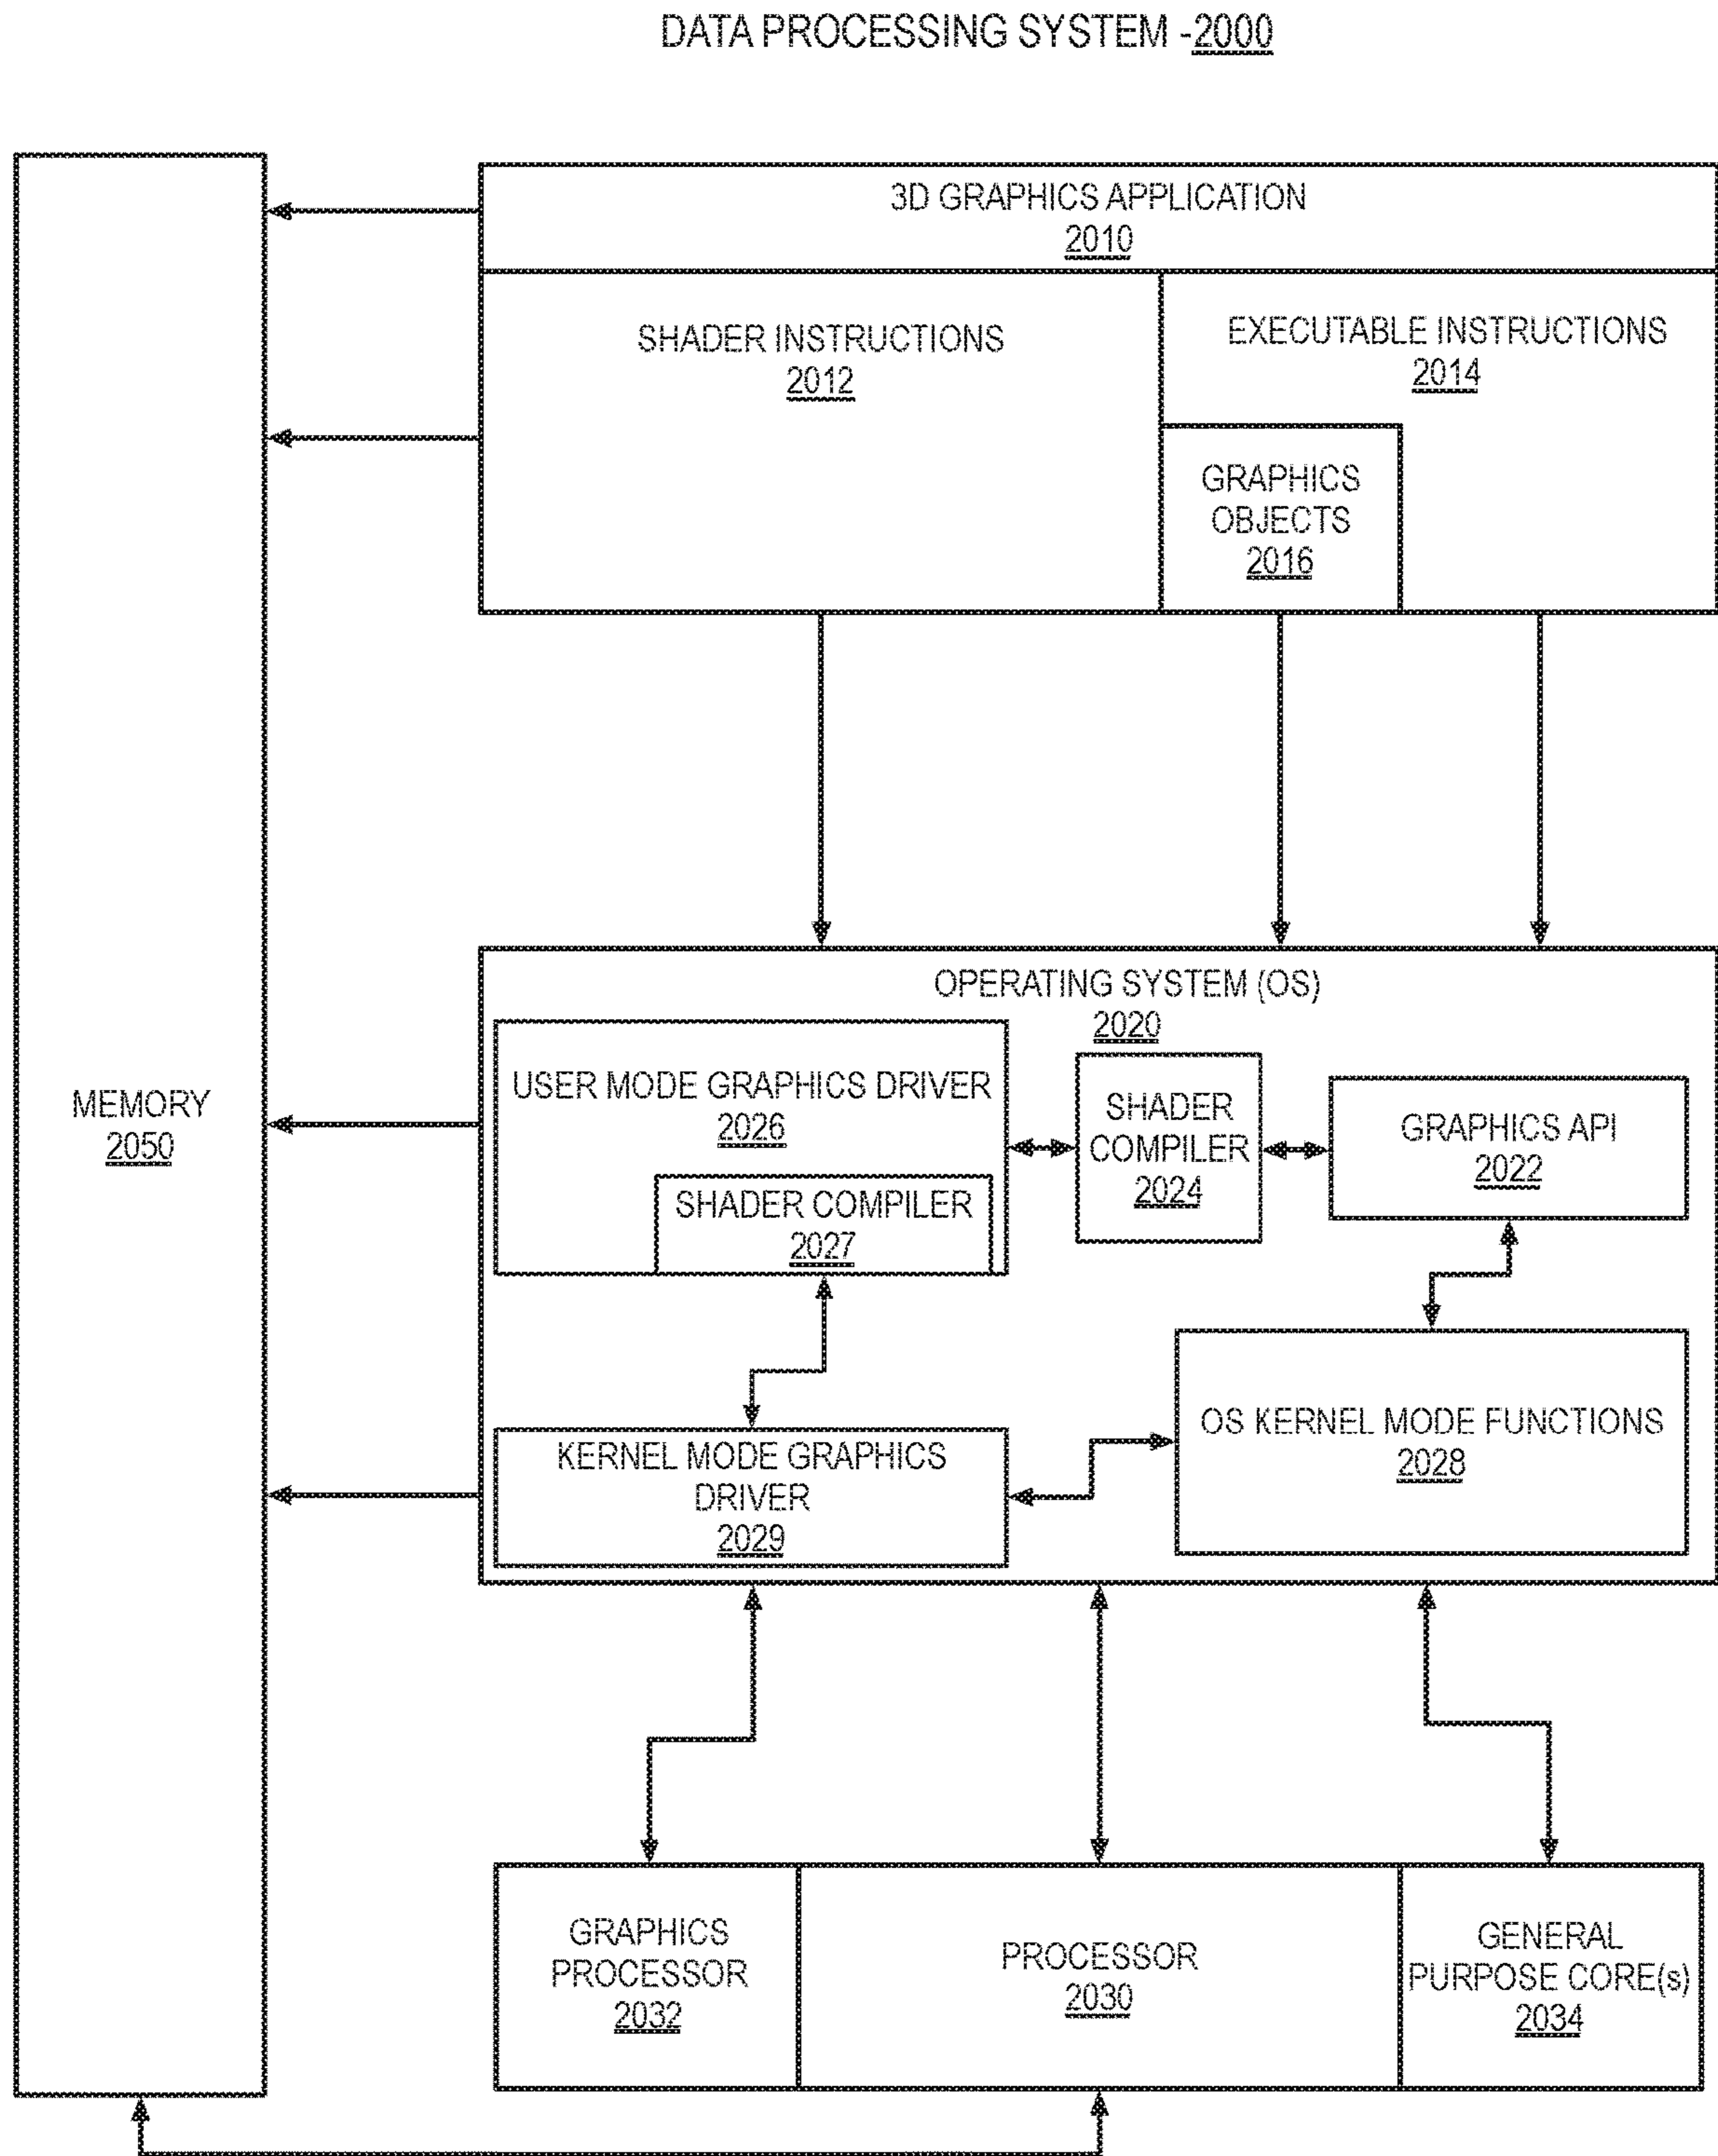 DATA PROCESSING SYSTEM -2000
3D GRAPHICS APPLICATION
2010
SHADER INSTRUCTIONS
2012
EXECUTABLE INSTRUCTIONS
2014
GRAPHICS
OBJECTS
2016
MEMORY
2050
OPERATING SYSTEM (OS)
2020
USER MODE GRAPHICS DRIVER
2026
SHADER COMPILER
2027
SHADER
COMPILER
2024
GRAPHICS API
2022
KERNEL MODE GRAPHICS
DRIVER
2029
OS KERNEL MODE FUNCTIONS
2028
GRAPHICS
PROCESSOR
2032
PROCESSOR
2030
GENERAL
PURPOSE CORE(s)
2034